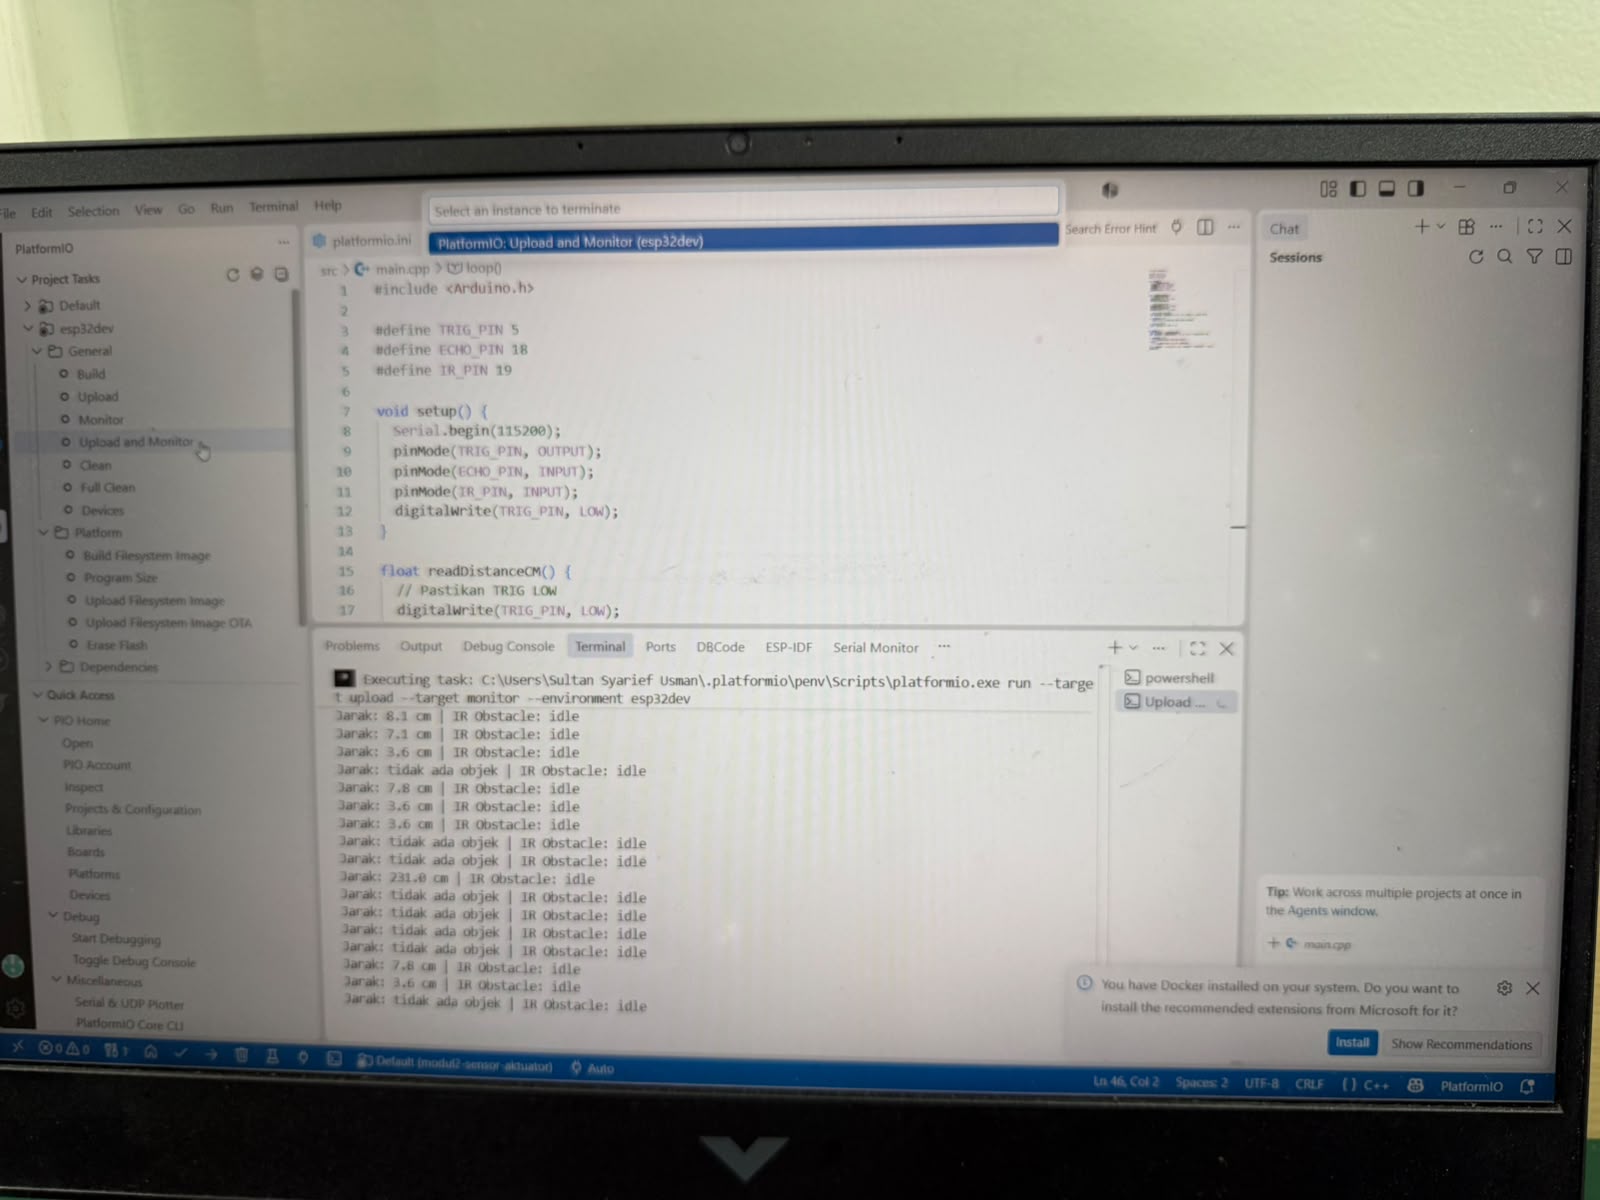 File Edit Selection View Go Run Terminal Help
Select an instance to terminate
PlatformIO: Upload and Monitor (esp32dev)
PlatformIO
Project Tasks
Default
esp32dev
General
Build
Upload
Monitor
Upload and Monitor
Clean
Full Clean
Devices
Platform
Build Filesystem Image
Program Size
Upload Filesystem Image
Upload Filesystem Image OTA
Erase Flash
Dependencies
Quick Access
PIO Home
Open
PIO Account
Inspect
Projects & Configuration
Libraries
Boards
Platforms
Devices
Debug
Start Debugging
Toggle Debug Console
Miscellaneous
Serial & UDP Plotter
PlatformIO Core CLI
platformio.ini
Search Error Hint
src > main.cpp > loop()
1 #include <Arduino.h>
2
3 #define TRIG_PIN 5
4 #define ECHO_PIN 18
5 #define IR_PIN 19
6
7 void setup() {
8 Serial.begin(115200);
9 pinMode(TRIG_PIN, OUTPUT);
10 pinMode(ECHO_PIN, INPUT);
11 pinMode(IR_PIN, INPUT);
12 digitalWrite(TRIG_PIN, LOW);
13 }
14
15 float readDistanceCM() {
16 // Pastikan TRIG LOW
17 digitalWrite(TRIG_PIN, LOW);
Problems Output Debug Console Terminal Ports DBCode ESP-IDF Serial Monitor
Executing task: C:\Users\Sultan Syarief Usman\.platformio\penv\Scripts\platformio.exe run --targe
t upload --target monitor --environment esp32dev
Jarak: 8.1 cm | IR Obstacle: idle
Jarak: 7.1 cm | IR Obstacle: idle
Jarak: 3.6 cm | IR Obstacle: idle
Jarak: tidak ada objek | IR Obstacle: idle
Jarak: 7.8 cm | IR Obstacle: idle
Jarak: 3.6 cm | IR Obstacle: idle
Jarak: 3.6 cm | IR Obstacle: idle
Jarak: tidak ada objek | IR Obstacle: idle
Jarak: tidak ada objek | IR Obstacle: idle
Jarak: 231.0 cm | IR Obstacle: idle
Jarak: tidak ada objek | IR Obstacle: idle
Jarak: tidak ada objek | IR Obstacle: idle
Jarak: tidak ada objek | IR Obstacle: idle
Jarak: tidak ada objek | IR Obstacle: idle
Jarak: 7.8 cm | IR Obstacle: idle
Jarak: 3.6 cm | IR Obstacle: idle
Jarak: tidak ada objek | IR Obstacle: idle
powershell
Upload ...
Chat
Sessions
Tip: Work across multiple projects at once in
the Agents window.
main.cpp
You have Docker installed on your system. Do you want to
install the recommended extensions from Microsoft for it?
Install Show Recommendations
0 0 Default (modul2-sensor-aktuator) Auto
Ln 46, Col 2 Spaces: 2 UTF-8 CRLF {} C++ PlatformIO